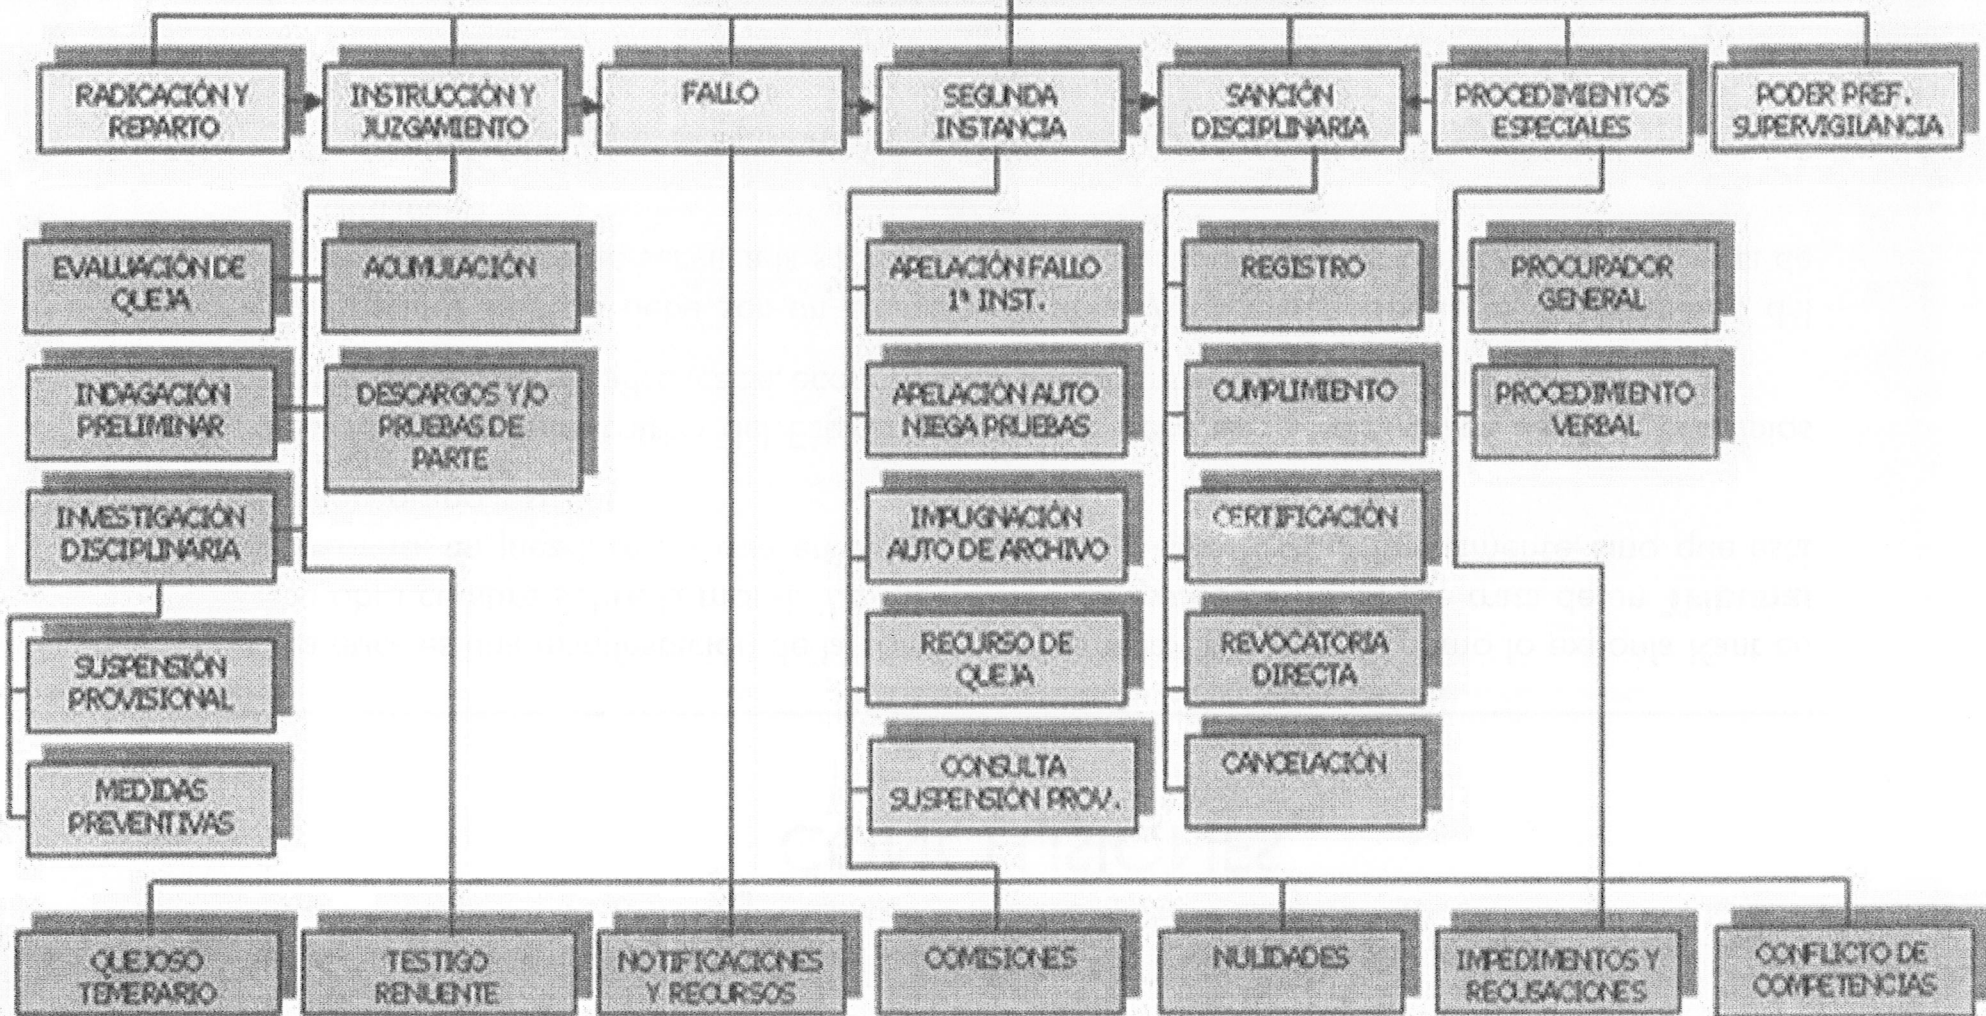 RADICACIÓN Y
REPARTO
INSTRUCCIÓN Y
JUZGAMIENTO
FALLO
SEGUNDA
INSTANCIA
SANCIÓN
DISCIPLINARIA
PROCEDIMIENTOS
ESPECIALES
PODER PREF.
SUPERVIGILANCIA
EVALUACIÓN DE
QUEJA
ACUMULACIÓN
APELACIÓN FALLO
1ª INST.
REGISTRO
PROCURADOR
GENERAL
INDAGACIÓN
PRELIMINAR
DESCARGOS Y/O
PRUEBAS DE
PARTE
APELACIÓN AUTO
NIEGA PRUEBAS
CUMPLIMIENTO
PROCEDIMIENTO
VERBAL
INVESTIGACIÓN
DISCIPLINARIA
IMPUGNACIÓN
AUTO DE ARCHIVO
CERTIFICACIÓN
SUSPENSIÓN
PROVISIONAL
RECURSO DE
QUEJA
REVOCATORIA
DIRECTA
MEDIDAS
PREVENTIVAS
CONSULTA
SUSPENSIÓN PROV.
CANCELACIÓN
QUEJOSO
TEMERARIO
TESTIGO
RENUENTE
NOTIFICACIONES
Y RECURSOS
COMISIONES
NULIDADES
IMPEDIMENTOS Y
RECUSACIONES
CONFLICTO DE
COMPETENCIAS